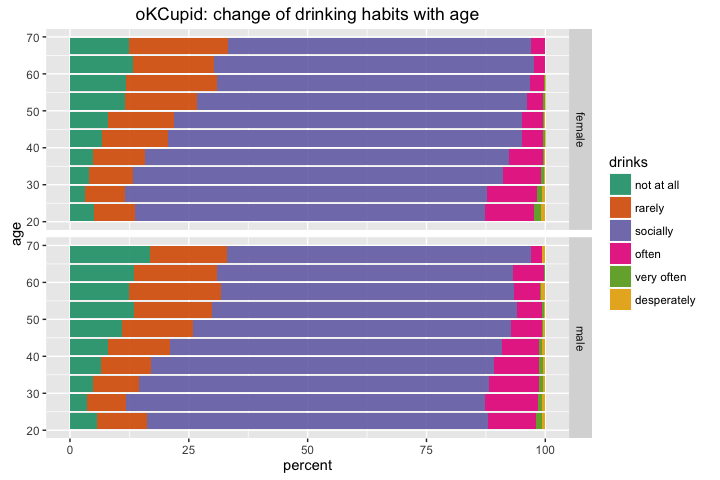 oKCupid: change of drinking habits with age
70
60
50
40
30
20
female
70
60
50
40
30
20
male
age
0
25
50
75
100
percent
drinks
not at all
rarely
socially
often
very often
desperately